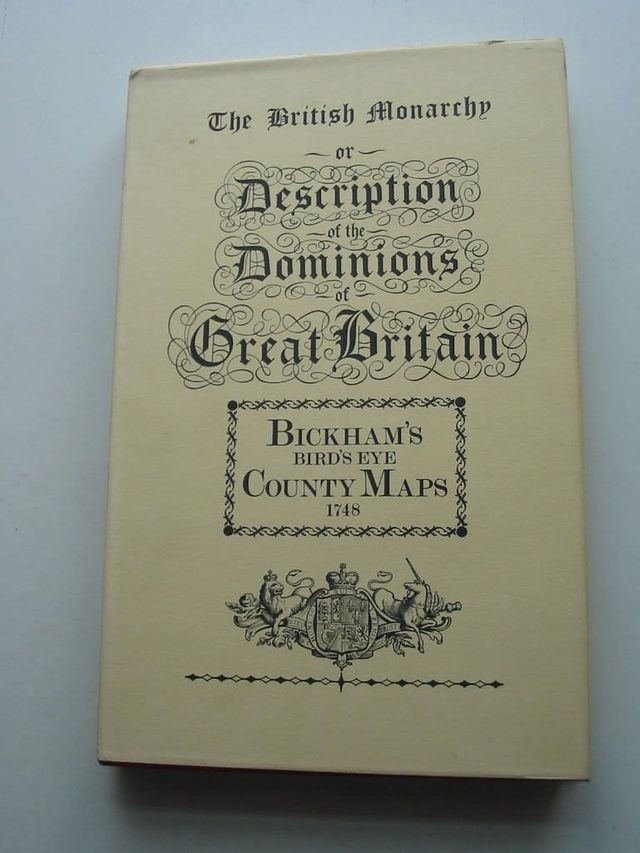 The British Monarchy
or
Description
of the
Dominions
of
Great Britain
BICKHAM'S
BIRD'S EYE
COUNTY MAPS
1748